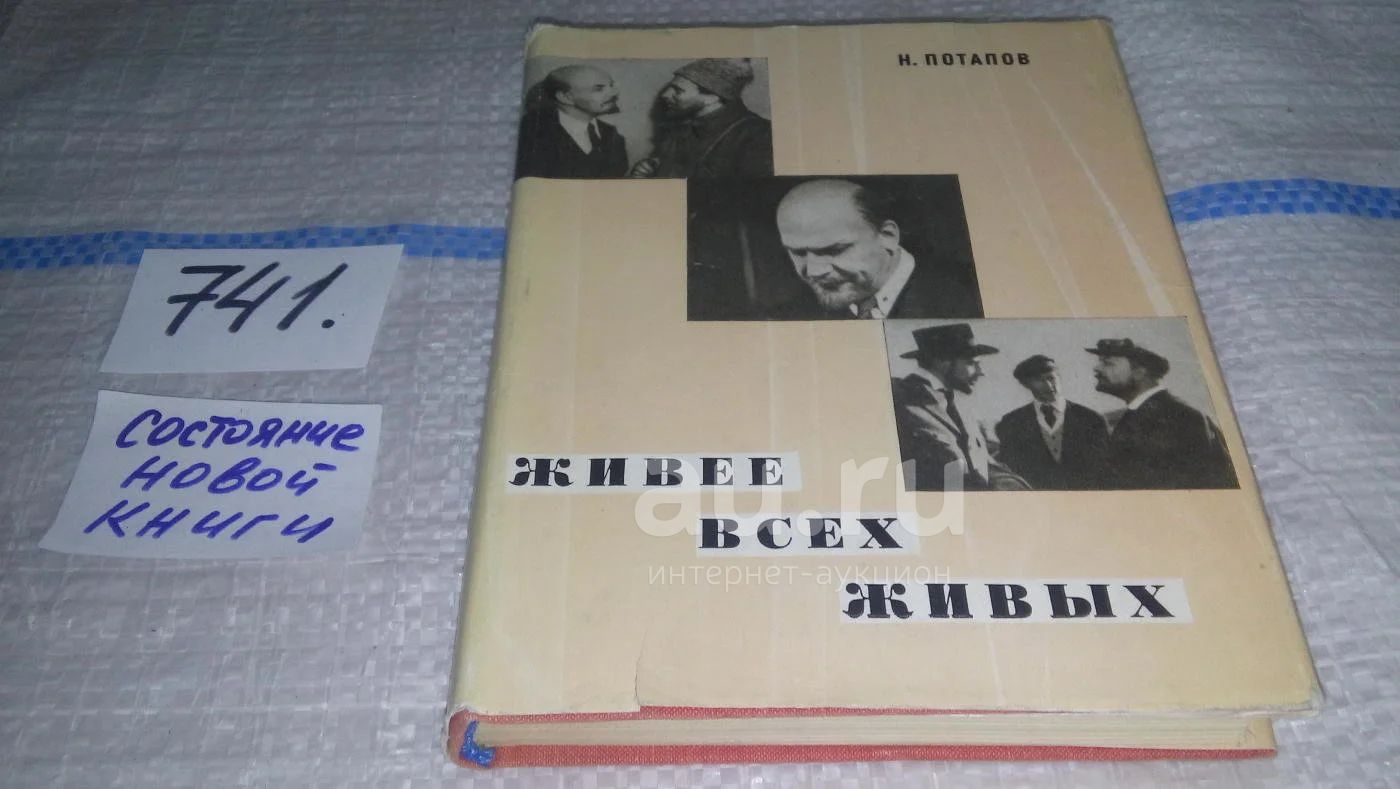 Н. ПОТАПОВ
741.
СОСТОЯНИЕ
НОВОЙ
КНИГИ
ЖИВЕЕ
ВСЕХ
ЖИВЫХ
au.ru
интернет-аукцион